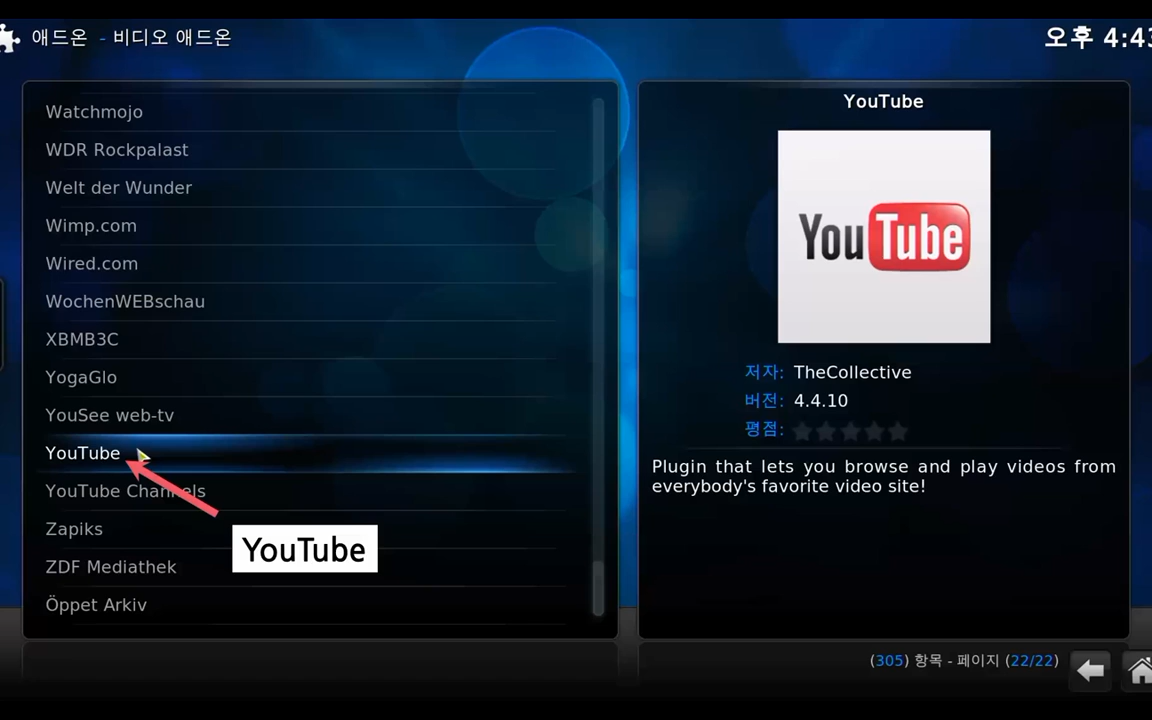 애드온 - 비디오 애드온
오후 4:43
Watchmojo
WDR Rockpalast
Welt der Wunder
Wimp.com
Wired.com
WochenWEBschau
XBMB3C
YogaGlo
YouSee web-tv
YouTube
YouTube Channels
Zapiks
ZDF Mediathek
Öppet Arkiv
YouTube
YouTube
YouTube
저자: TheCollective
버전: 4.4.10
평점:
Plugin that lets you browse and play videos from
everybody's favorite video site!
(305) 항목 - 페이지 (22/22)